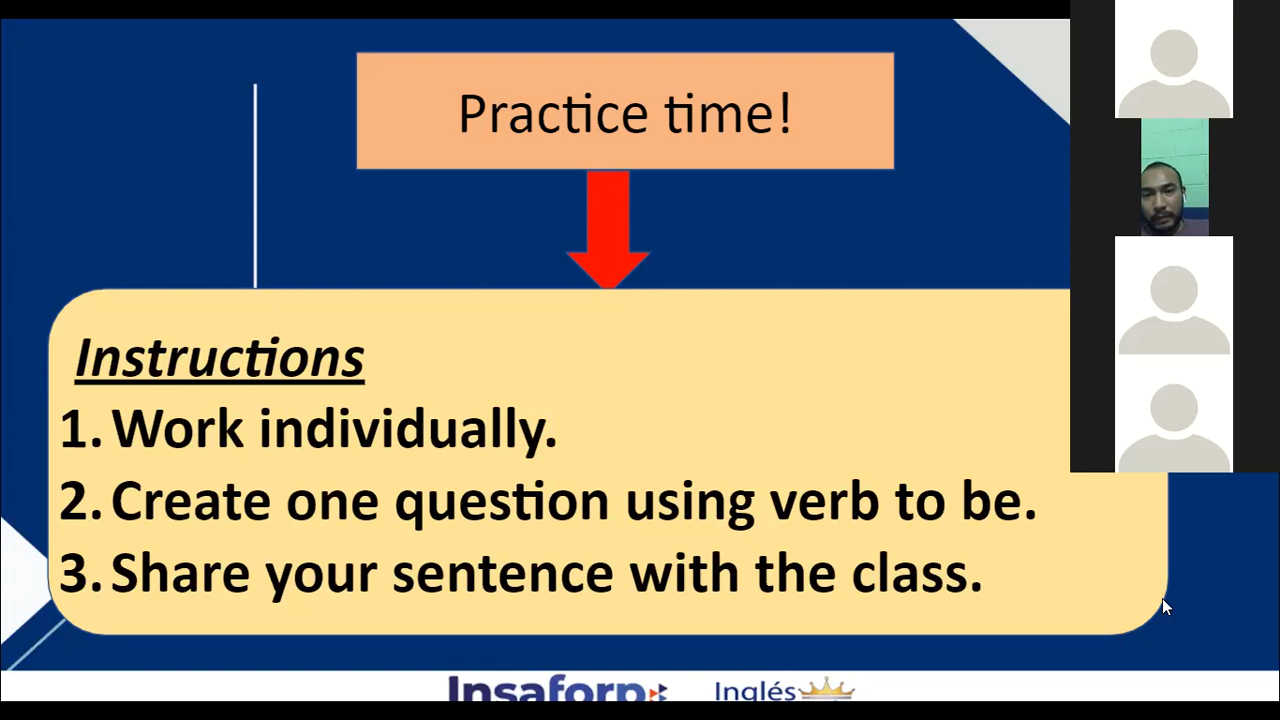 Practice time!
Instructions
1. Work individually.
2. Create one question using verb to be.
3. Share your sentence with the class.
Insaforp
Inglés